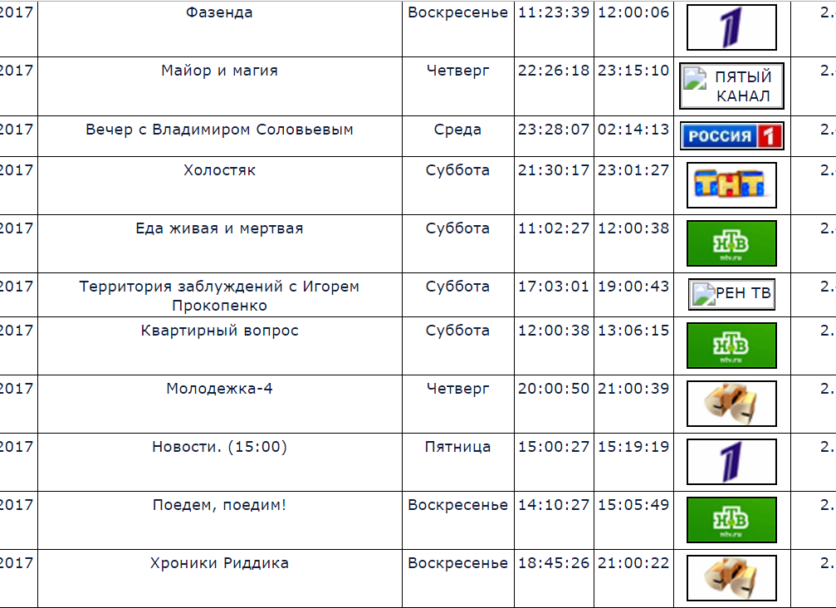 2017 Фазенда Воскресенье 11:23:39 12:00:06 1 2.
2017 Майор и магия Четверг 22:26:18 23:15:10 ПЯТЫЙ 2.
КАНАЛ
2017 Вечер с Владимиром Соловьевым Среда 23:28:07 02:14:13 РОССИЯ 1 2.
2017 Холостяк Суббота 21:30:17 23:01:27 ТНТ 2.
2017 Еда живая и мертвая Суббота 11:02:27 12:00:38 НТВ 2.
ntv.ru
2017 Территория заблуждений с Игорем Суббота 17:03:01 19:00:43 РЕН ТВ 2.
Прокопенко
2017 Квартирный вопрос Суббота 12:00:38 13:06:15 НТВ 2.
ntv.ru
2017 Молодежка-4 Четверг 20:00:50 21:00:39 СТС 2.
2017 Новости. (15:00) Пятница 15:00:27 15:19:19 1 2.
2017 Поедем, поедим! Воскресенье 14:10:27 15:05:49 НТВ 2.
ntv.ru
2017 Хроники Риддика Воскресенье 18:45:26 21:00:22 СТС 2.